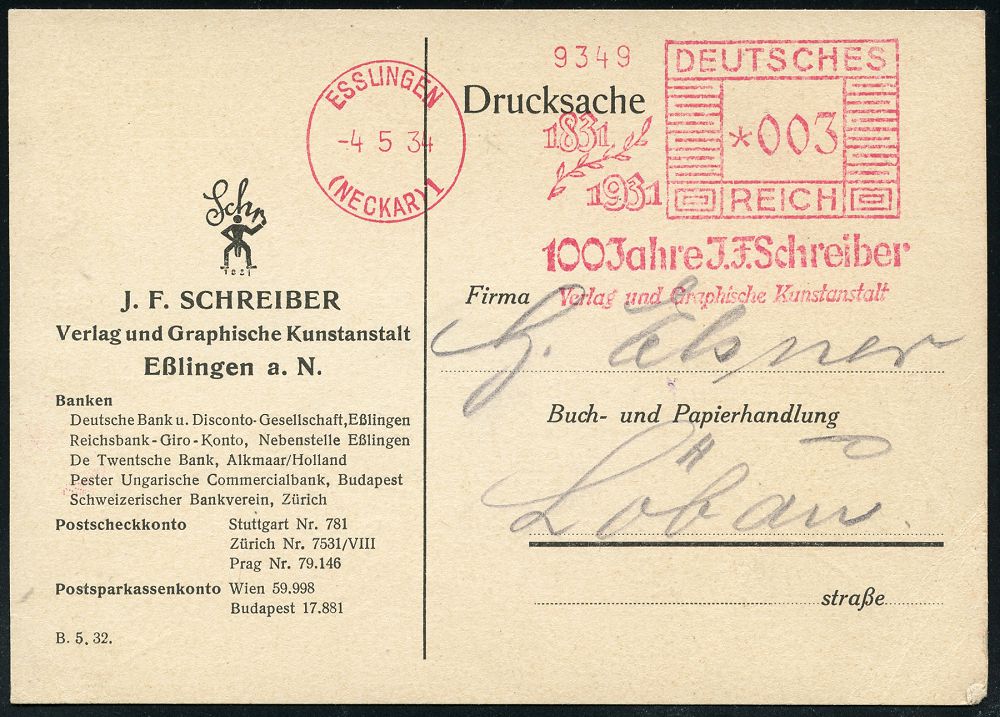 9349
DEUTSCHES
*003
REICH
1831
1931
100 Jahre J.F. Schreiber
Verlag und Graphische Kunstanstalt
ESSLINGEN
-4 5 34
(NECKAR) 1
Drucksache
Schr
1831
J. F. SCHREIBER
Verlag und Graphische Kunstanstalt
Eßlingen a. N.
Banken
Deutsche Bank u. Disconto-Gesellschaft, Eßlingen
Reichsbank-Giro-Konto, Nebenstelle Eßlingen
De Twentsche Bank, Alkmaar/Holland
Pester Ungarische Commercialbank, Budapest
Schweizerischer Bankverein, Zürich
Postscheckkonto Stuttgart Nr. 781
Zürich Nr. 7531/VIII
Prag Nr. 79.146
Postsparkassenkonto Wien 59.998
Budapest 17.881
B. 5. 32.
Firma
Elsner
Buch- und Papierhandlung
Löbau.
straße